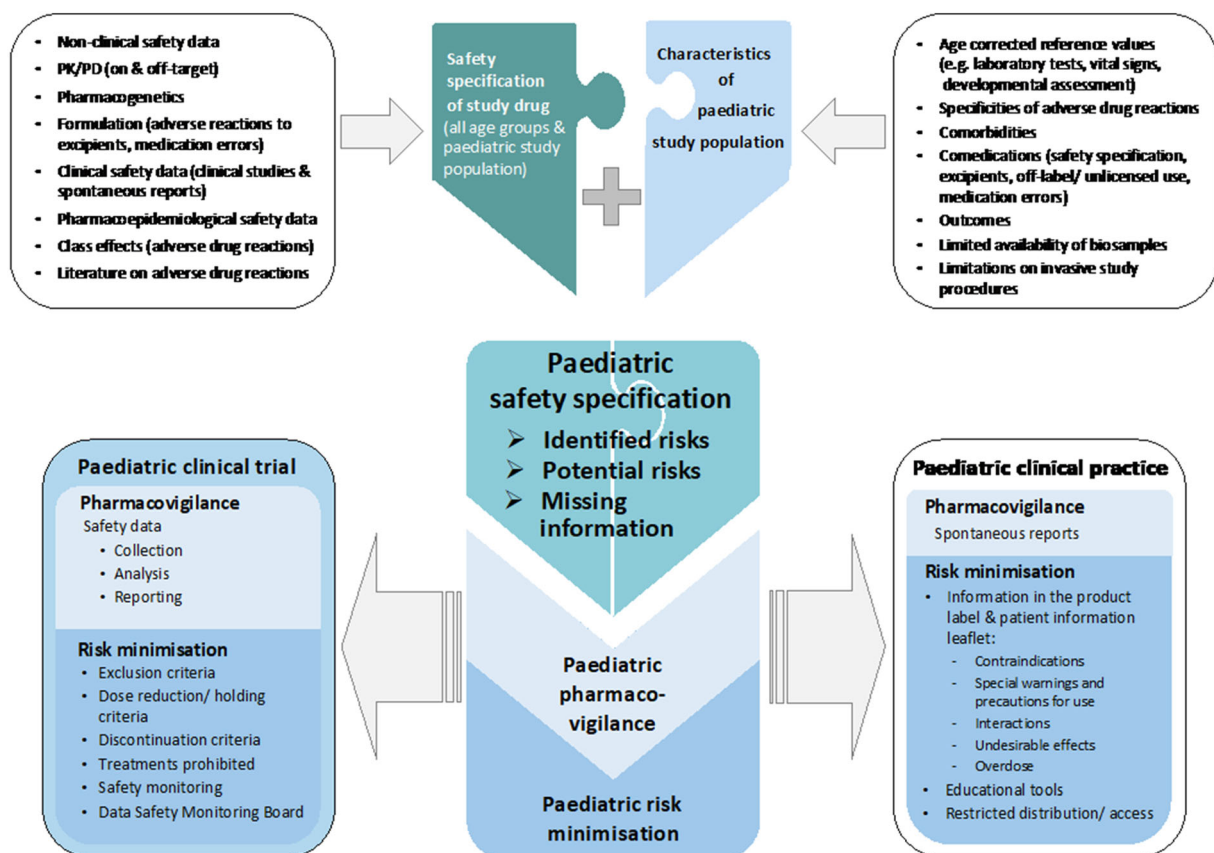 - Non-clinical safety data
- PK/PD (on & off-target)
- Pharmacogenetics
- Formulation (adverse reactions to
excipients, medication errors)
- Clinical safety data (clinical studies &
spontaneous reports)
- Pharmacoepidemiological safety data
- Class effects (adverse drug reactions)
- Literature on adverse drug reactions
Safety
specification
of study drug
(all age groups &
paediatric study
population)
Characteristics
of
paediatric
study population
- Age corrected reference values
(e.g. laboratory tests, vital signs,
developmental assessment)
- Specificities of adverse drug reactions
- Comorbidities
- Comedications (safety specification,
excipients, off-label/ unlicensed use,
medication errors)
- Outcomes
- Limited availability of biosamples
- Limitations on invasive study
procedures
Paediatric
safety specification
➢ Identified risks
➢ Potential risks
➢ Missing
information
Paediatric
pharmaco-
vigilance
Paediatric risk
minimisation
Paediatric clinical trial
Pharmacovigilance
Safety data
• Collection
• Analysis
• Reporting
Risk minimisation
• Exclusion criteria
• Dose reduction/ holding
criteria
• Discontinuation criteria
• Treatments prohibited
• Safety monitoring
• Data Safety Monitoring Board
Paediatric clinical practice
Pharmacovigilance
Spontaneous reports
Risk minimisation
• Information in the product
label & patient information
leaflet:
- Contraindications
- Special warnings and
precautions for use
- Interactions
- Undesirable effects
- Overdose
• Educational tools
• Restricted distribution/ access